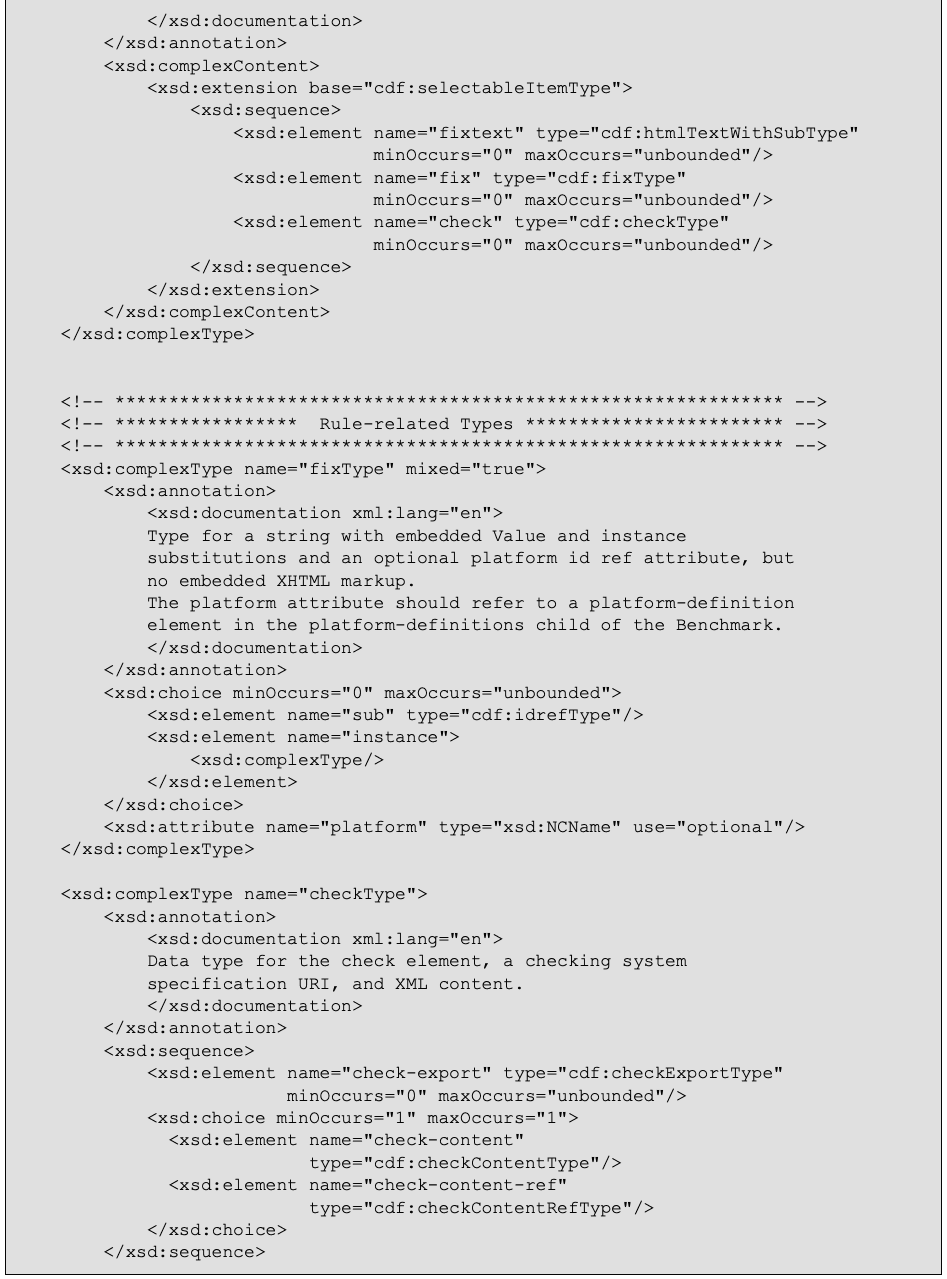 </xsd:documentation>
</xsd:annotation>
<xsd:complexContent>
<xsd:extension base="cdf:selectableItemType">
<xsd:sequence>
<xsd:element name="fixtext" type="cdf:htmlTextWithSubType"
minOccurs="0" maxOccurs="unbounded"/>
<xsd:element name="fix" type="cdf:fixType"
minOccurs="0" maxOccurs="unbounded"/>
<xsd:element name="check" type="cdf:checkType"
minOccurs="0" maxOccurs="unbounded"/>
</xsd:sequence>
</xsd:extension>
</xsd:complexContent>
</xsd:complexType>
<!-- ************************************************************** -->
<!-- ***************** Rule-related Types ************************ -->
<!-- ************************************************************** -->
<xsd:complexType name="fixType" mixed="true">
<xsd:annotation>
<xsd:documentation xml:lang="en">
Type for a string with embedded Value and instance
substitutions and an optional platform id ref attribute, but
no embedded XHTML markup.
The platform attribute should refer to a platform-definition
element in the platform-definitions child of the Benchmark.
</xsd:documentation>
</xsd:annotation>
<xsd:choice minOccurs="0" maxOccurs="unbounded">
<xsd:element name="sub" type="cdf:idrefType"/>
<xsd:element name="instance">
<xsd:complexType/>
</xsd:element>
</xsd:choice>
<xsd:attribute name="platform" type="xsd:NCName" use="optional"/>
</xsd:complexType>
<xsd:complexType name="checkType">
<xsd:annotation>
<xsd:documentation xml:lang="en">
Data type for the check element, a checking system
specification URI, and XML content.
</xsd:documentation>
</xsd:annotation>
<xsd:sequence>
<xsd:element name="check-export" type="cdf:checkExportType"
minOccurs="0" maxOccurs="unbounded"/>
<xsd:choice minOccurs="1" maxOccurs="1">
<xsd:element name="check-content"
type="cdf:checkContentType"/>
<xsd:element name="check-content-ref"
type="cdf:checkContentRefType"/>
</xsd:choice>
</xsd:sequence>